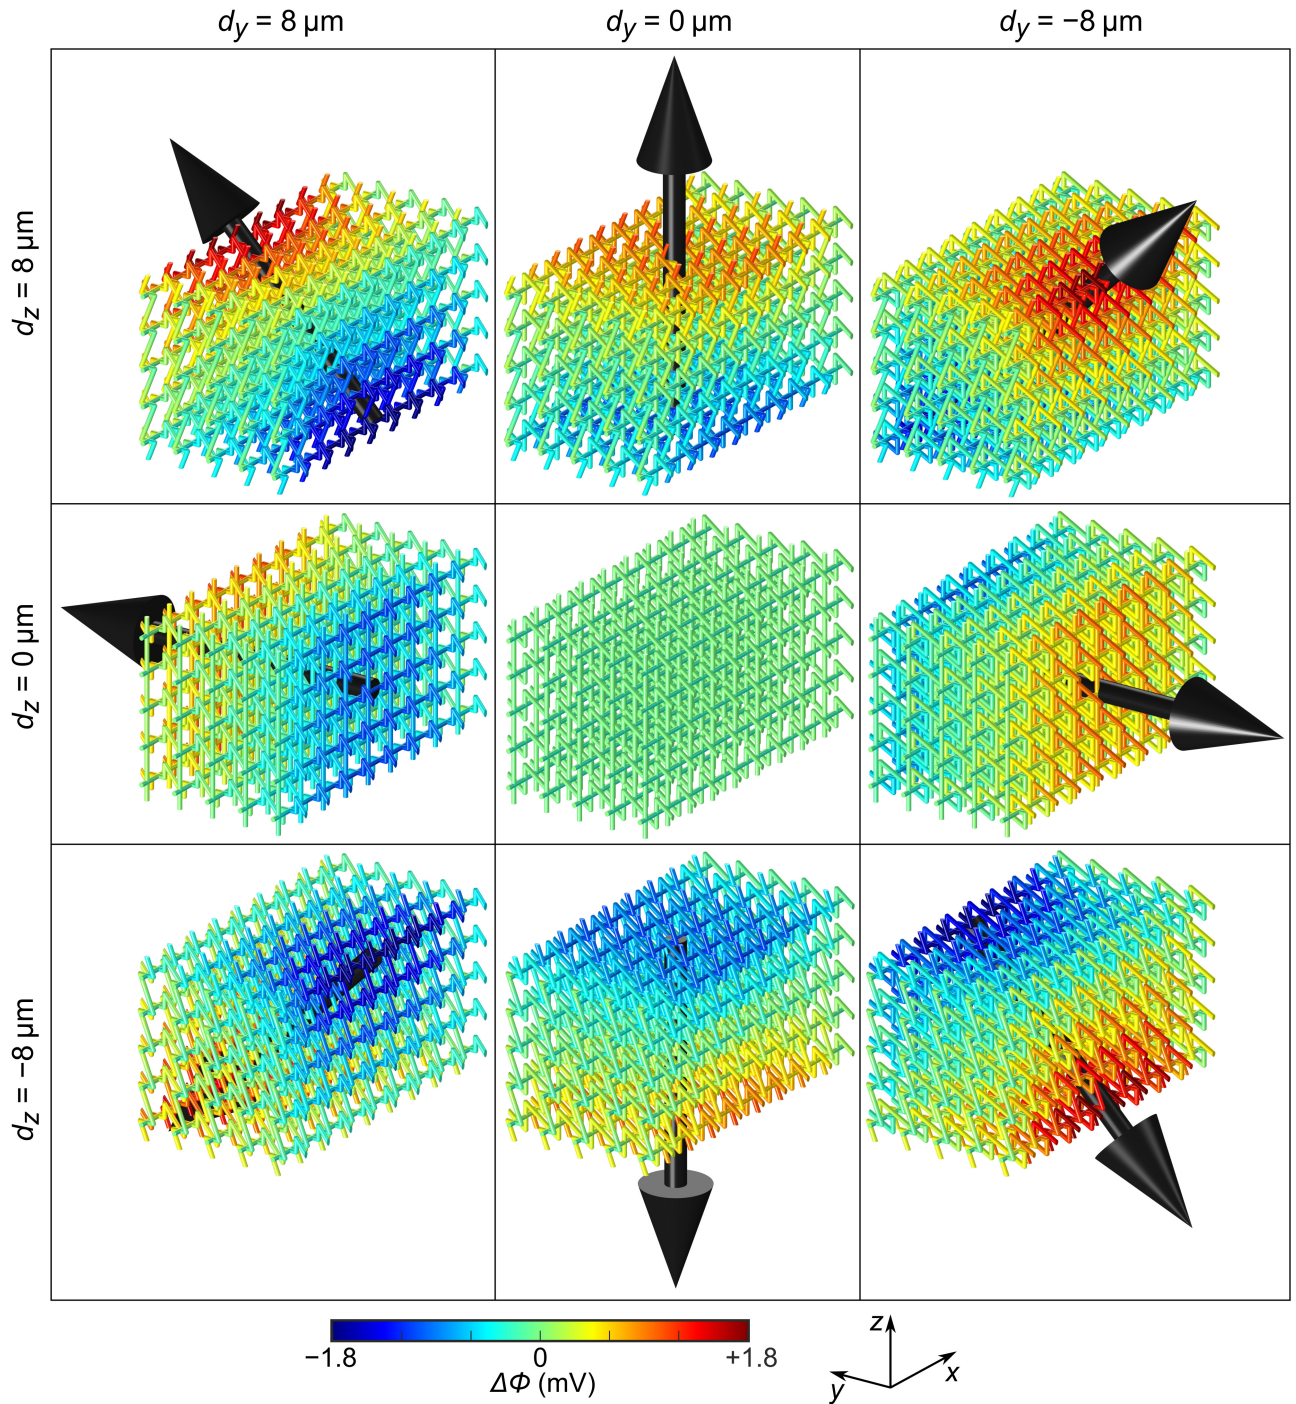 dy = 8 µm
dy = 0 µm
dy = −8 µm
dz = 8 µm
dz = 0 µm
dz = −8 µm
−1.8
0
+1.8
ΔΦ (mV)
z
x
y